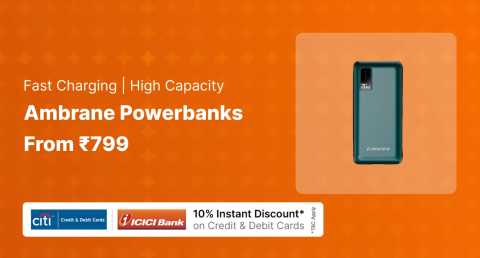 Fast Charging | High Capacity
Ambrane Powerbanks
From ₹799
citi Credit & Debit Cards
ICICI Bank
10% Instant Discount*
on Credit & Debit Cards
*T&C Apply